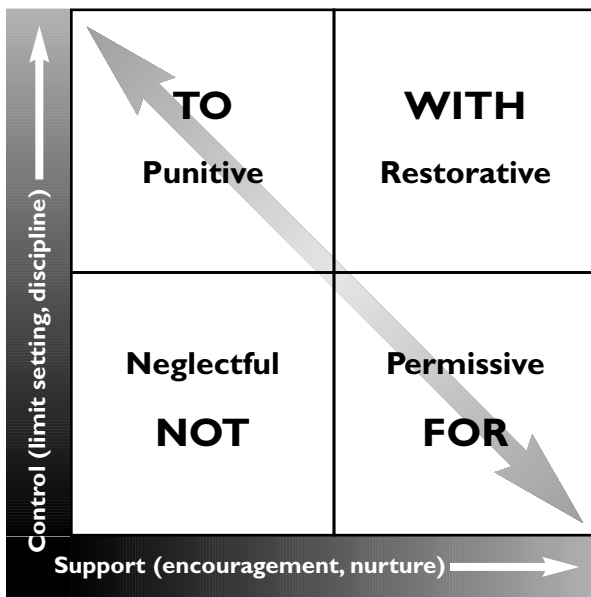 Control (limit setting, discipline)
TO
Punitive
WITH
Restorative
Neglectful
NOT
Permissive
FOR
Support (encouragement, nurture)